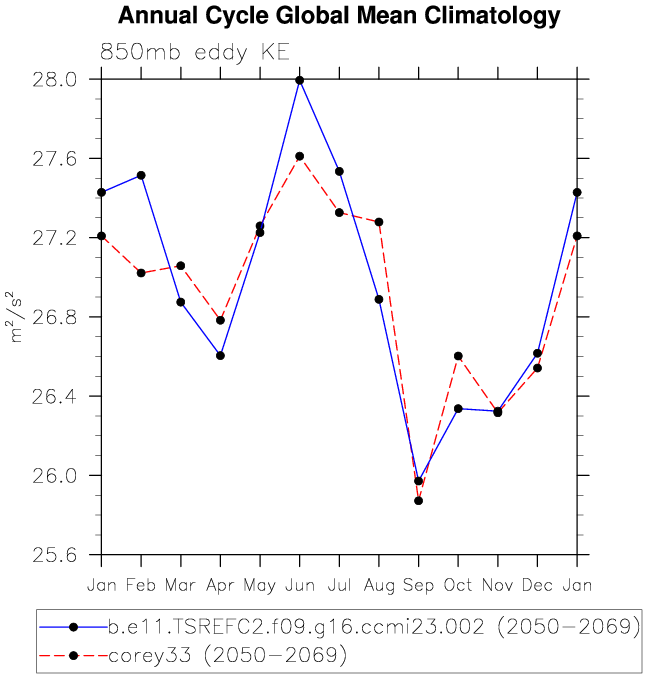 Annual Cycle Global Mean Climatology
850mb eddy KE
28.0
27.6
27.2
26.8
26.4
26.0
25.6
m²/s²
Jan Feb Mar Apr May Jun Jul Aug Sep Oct Nov Dec Jan
b.e11.TSREFC2.f09.g16.ccmi23.002 (2050-2069)
corey33 (2050-2069)